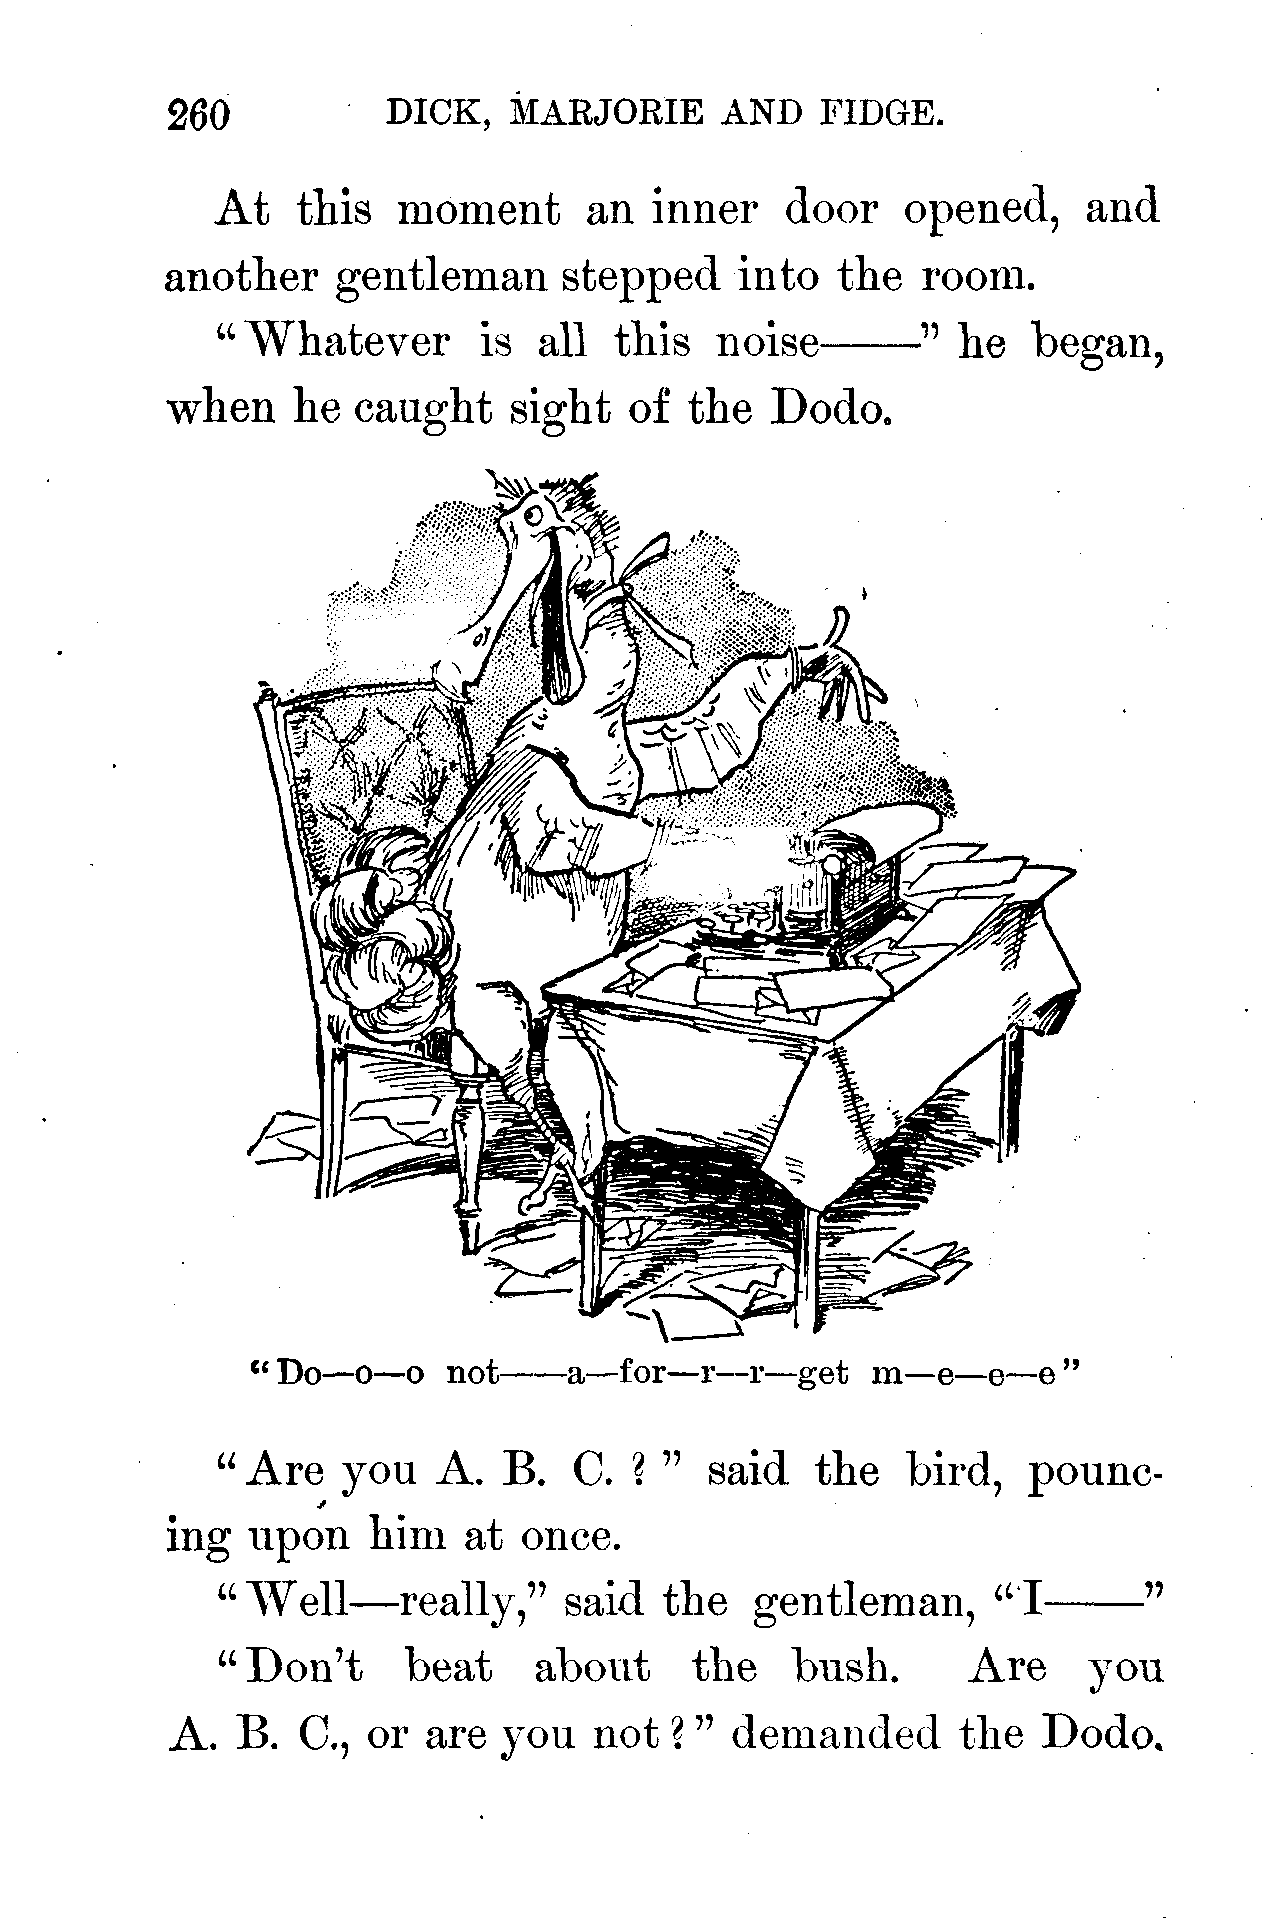 260 DICK, MARJORIE AND FIDGE.
At this moment an inner door opened, and
another gentleman stepped into the room.
"Whatever is all this noise——" he began,
when he caught sight of the Dodo.
"Do—o—o not——a—for—r—r—get m—e—e—e"
"Are you A. B. C.?" said the bird, pounc-
ing upon him at once.
"Well—really," said the gentleman, "I——"
"Don't beat about the bush. Are you
A. B. C., or are you not?" demanded the Dodo.